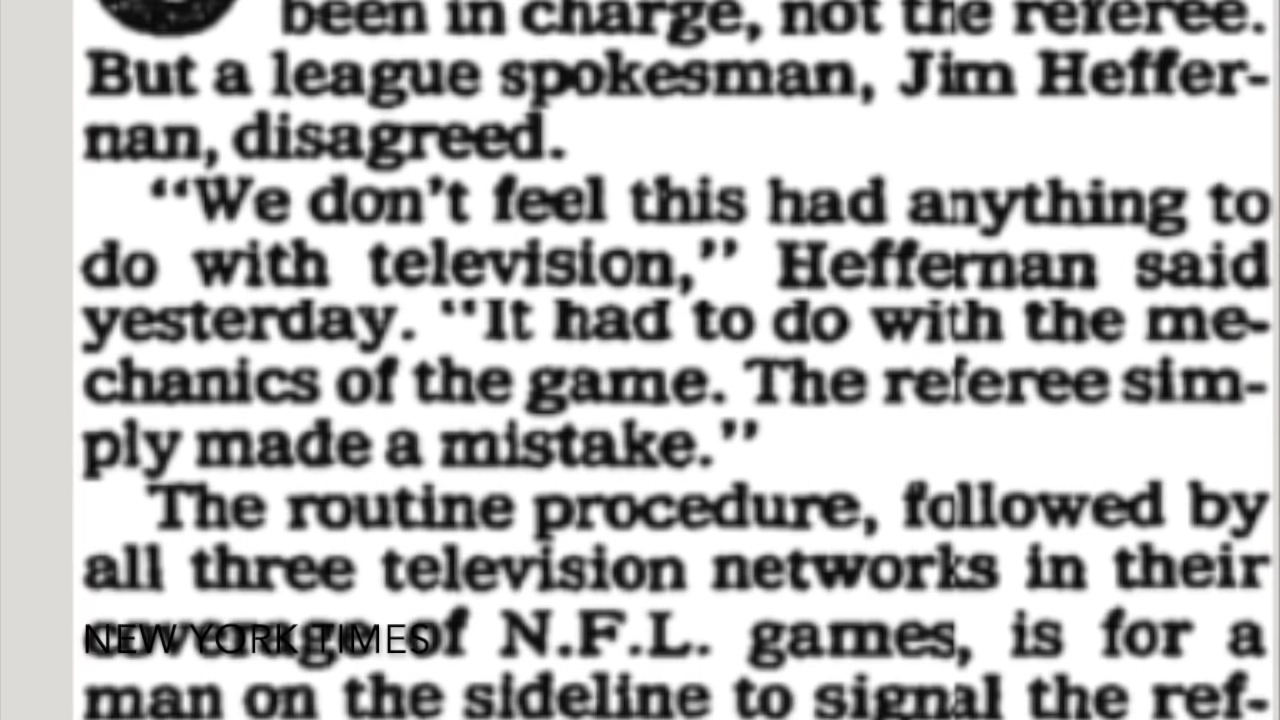 been in charge, not the referee.
But a league spokesman, Jim Heffer-
nan, disagreed.
“We don’t feel this had anything to
do with television,” Heffernan said
yesterday. “It had to do with the me-
chanics of the game. The referee sim-
ply made a mistake.”
The routine procedure, followed by
all three television networks in their
coverage of N.F.L. games, is for a
NEW YORK TIMES
man on the sideline to signal the ref-